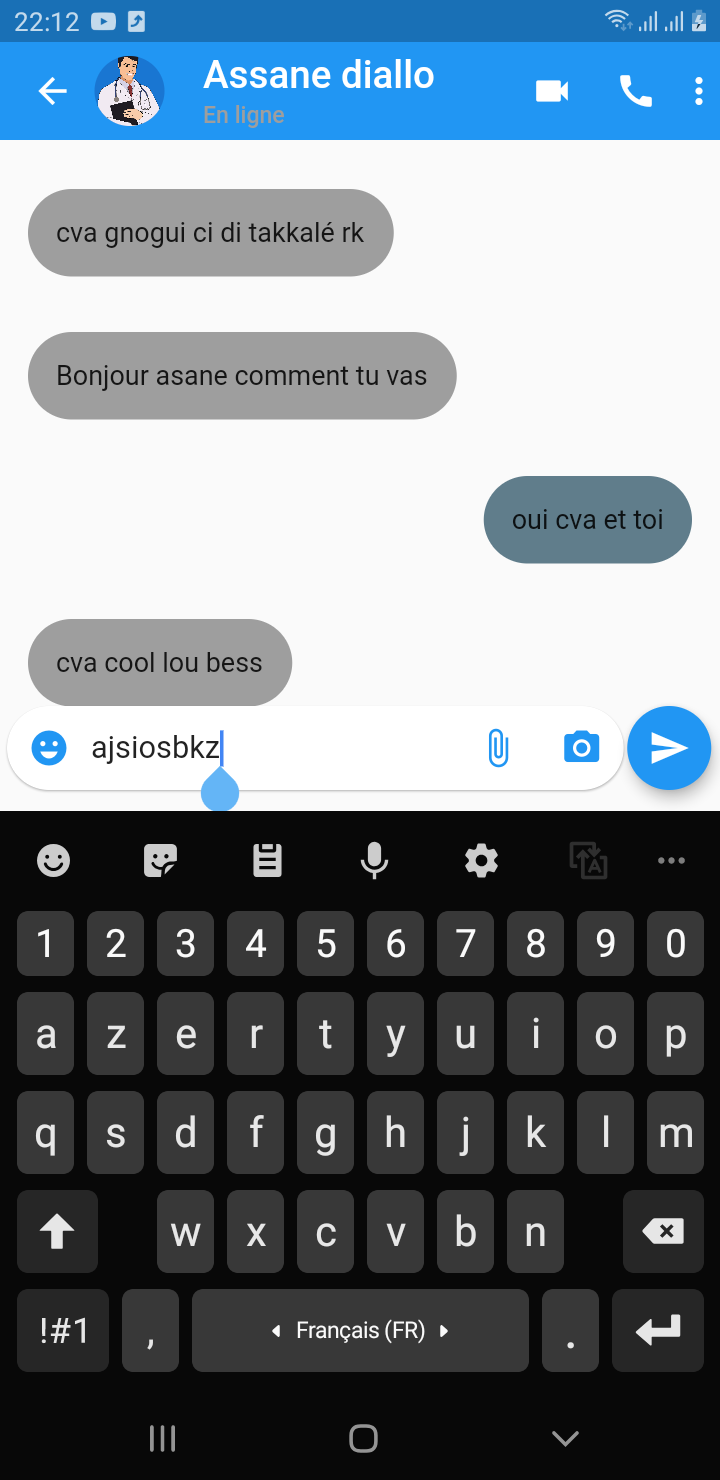 22:12
Assane diallo
En ligne
cva gnogui ci di takkalé rk
Bonjour asane comment tu vas
oui cva et toi
cva cool lou bess
ajsiosbkz
1 2 3 4 5 6 7 8 9 0
a z e r t y u i o p
q s d f g h j k l m
w x c v b n
!#1 , Français (FR) .